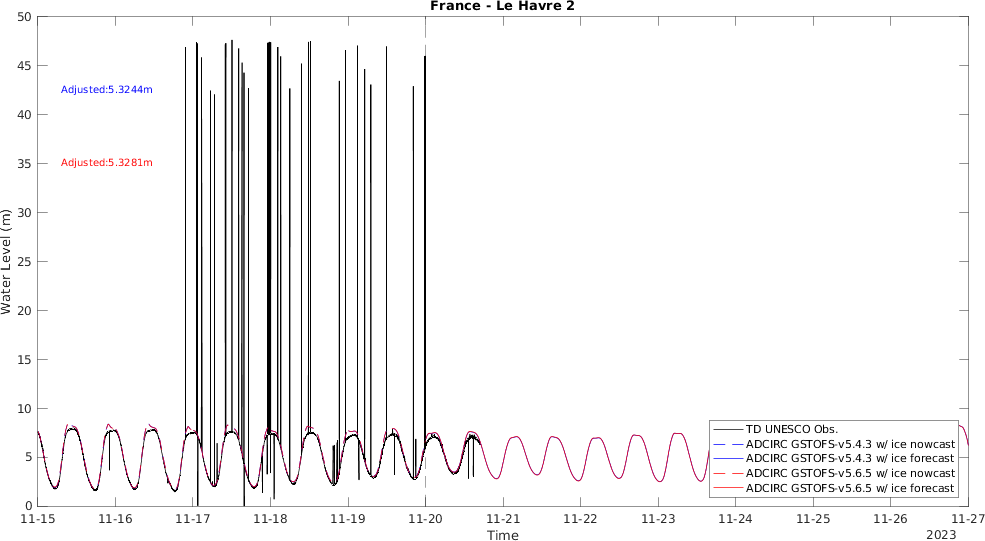 France - Le Havre 2
50
45
40
35
30
25
20
15
10
5
0
Water Level (m)
Adjusted:5.3244m
Adjusted:5.3281m
TD UNESCO Obs.
ADCIRC GSTOFS-v5.4.3 w/ ice nowcast
ADCIRC GSTOFS-v5.4.3 w/ ice forecast
ADCIRC GSTOFS-v5.6.5 w/ ice nowcast
ADCIRC GSTOFS-v5.6.5 w/ ice forecast
11-15 11-16 11-17 11-18 11-19 11-20 11-21 11-22 11-23 11-24 11-25 11-26 11-27
Time
2023